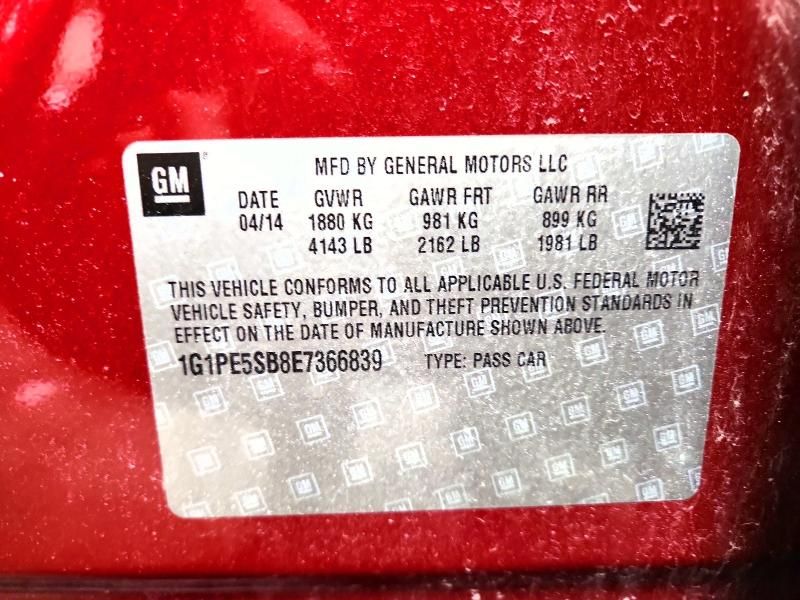 GM
MFD BY GENERAL MOTORS LLC
DATE GVWR GAWR FRT GAWR RR
04/14 1880 KG 981 KG 899 KG
4143 LB 2162 LB 1981 LB
THIS VEHICLE CONFORMS TO ALL APPLICABLE U.S. FEDERAL MOTOR
VEHICLE SAFETY, BUMPER, AND THEFT PREVENTION STANDARDS IN
EFFECT ON THE DATE OF MANUFACTURE SHOWN ABOVE.
1G1PE5SB8E7366839 TYPE: PASS CAR